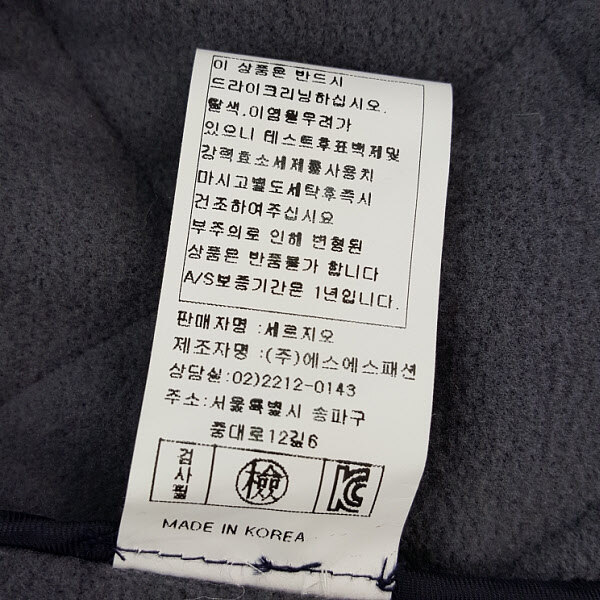 이 상품은 반드시
드라이크리닝하십시오.
탈색.이염월우려가
있으니 테스트후표백제및
강력효소세제를사용치
마시고별도세탁후즉시
건조하여주십시요
부주의로 인해 변형된
상품은 반품불가 합니다
A/S보증기간은 1년입니다.
판매자명 : 세르지오
제조자명 :(주)에스에스패션
상담실:02)2212-0143
주소:서울특별시 송파구
중대로12길6
검사필
檢
KC
MADE IN KOREA